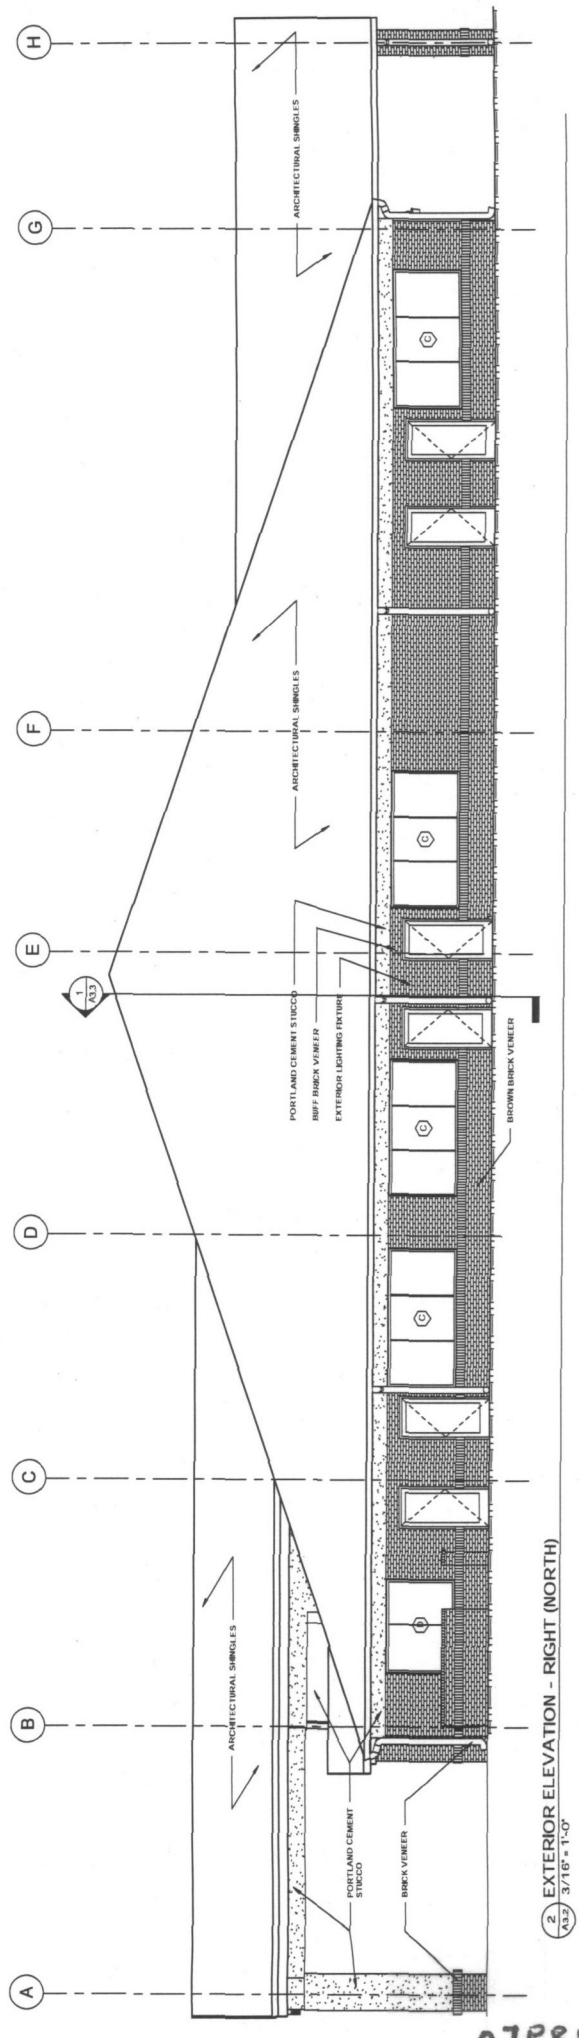 H
G
F
E
D
C
B
A
1
A3.3
ARCHITECTURAL SHINGLES
ARCHITECTURAL SHINGLES
ARCHITECTURAL SHINGLES
PORTLAND CEMENT STUCCO
BUFF BRICK VENEER
EXTERIOR LIGHTING FIXTURE
BROWN BRICK VENEER
C
C
C
C
D
PORTLAND CEMENT
STUCCO
BRICK VENEER
2
A3.2
EXTERIOR ELEVATION - RIGHT (NORTH)
3/16" = 1'-0"